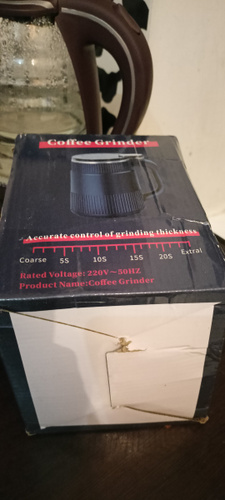 Coffee Grinder
Accurate control of grinding thickness
Coarse 5S 10S 15S 20S Extral
Rated Voltage: 220V～50HZ
Product Name:Coffee Grinder